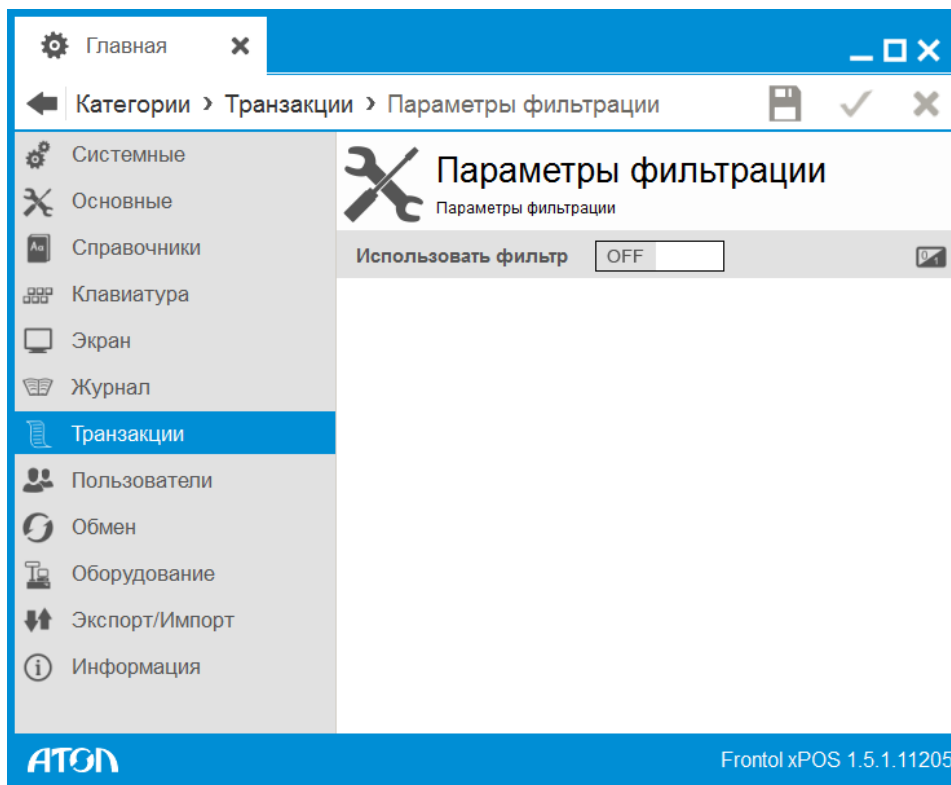 Главная
Категории › Транзакции › Параметры фильтрации
Системные
Основные
Справочники
Клавиатура
Экран
Журнал
Транзакции
Пользователи
Обмен
Оборудование
Экспорт/Импорт
Информация
Параметры фильтрации
Параметры фильтрации
Использовать фильтр OFF
ATOL
Frontol xPOS 1.5.1.11205